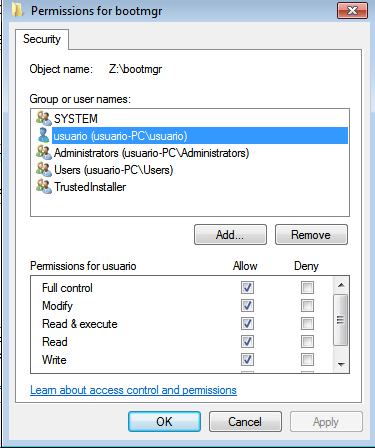 Permissions for bootmgr
Security
Object name: Z:\bootmgr
Group or user names:
SYSTEM
usuario (usuario-PC\usuario)
Administrators (usuario-PC\Administrators)
Users (usuario-PC\Users)
TrustedInstaller
Add... Remove
Permissions for usuario Allow Deny
Full control
Modify
Read & execute
Read
Write
Learn about access control and permissions
OK Cancel Apply